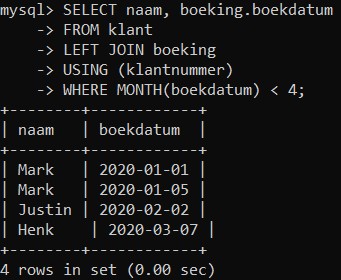 mysql> SELECT naam, boeking.boekdatum
    -> FROM klant
    -> LEFT JOIN boeking
    -> USING (klantnummer)
    -> WHERE MONTH(boekdatum) < 4;
+--------+------------+
| naam   | boekdatum  |
+--------+------------+
| Mark   | 2020-01-01 |
| Mark   | 2020-01-05 |
| Justin | 2020-02-02 |
| Henk    | 2020-03-07 |
+--------+------------+
4 rows in set (0.00 sec)